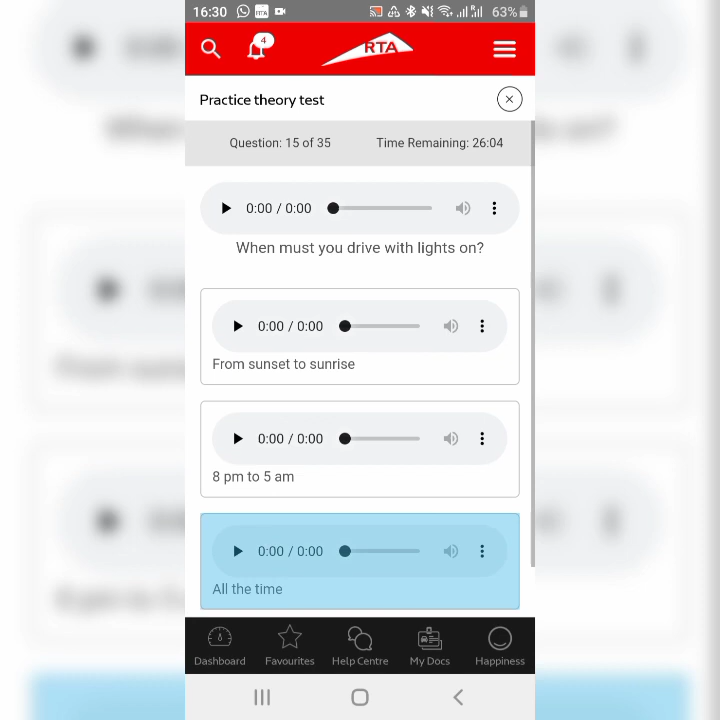 16:30
63%
4
RTA
Practice theory test
Question: 15 of 35
Time Remaining: 26:04
0:00 / 0:00
When must you drive with lights on?
0:00 / 0:00
From sunset to sunrise
0:00 / 0:00
8 pm to 5 am
0:00 / 0:00
All the time
Dashboard
Favourites
Help Centre
My Docs
Happiness